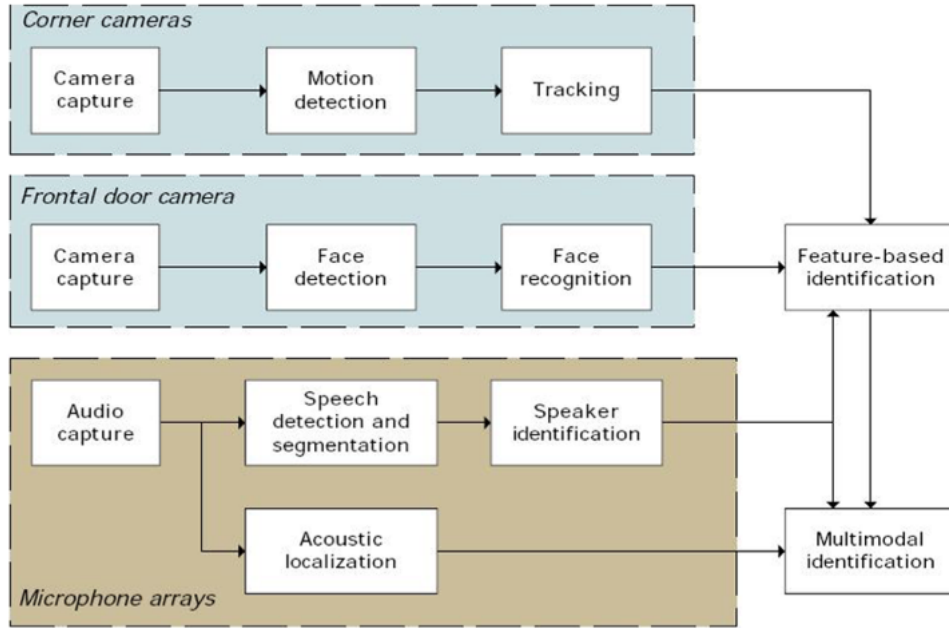 Corner cameras
Camera
capture
Motion
detection
Tracking
Frontal door camera
Camera
capture
Face
detection
Face
recognition
Feature-based
identification
Audio
capture
Speech
detection and
segmentation
Speaker
identification
Acoustic
localization
Multimodal
identification
Microphone arrays